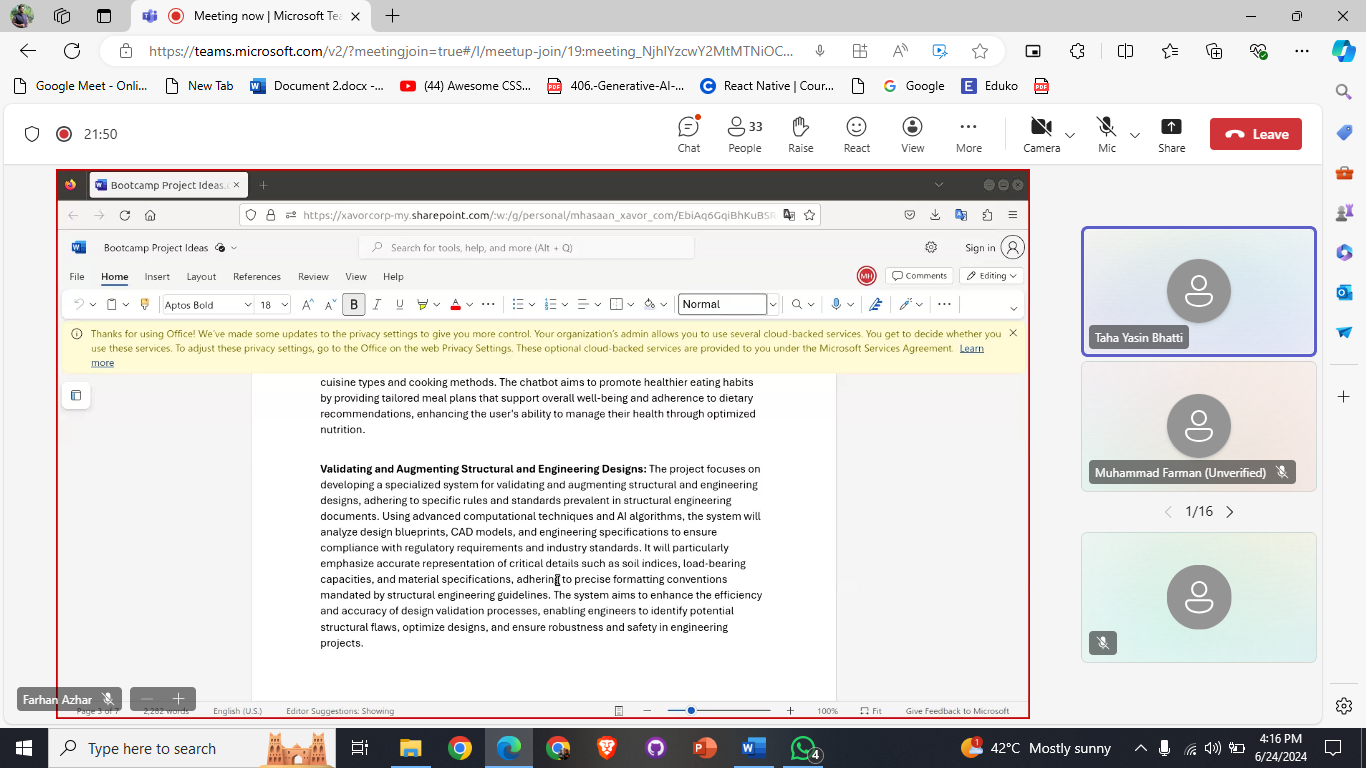 Meeting now | Microsoft Tea
https://teams.microsoft.com/v2/?meetingjoin=true#/l/meetup-join/19:meeting_NjhlYzcwY2MtMTNiOC...
Google Meet - Onli...
New Tab
Document 2.docx -...
(44) Awesome CSS...
406.-Generative-AI-...
React Native | Cour...
Google
Eduko
21:50
Chat
33
People
Raise
React
View
More
Camera
Mic
Share
Leave
Bootcamp Project Ideas.
https://xavorcorp-my.sharepoint.com/:w:/g/personal/mhasaan_xavor_com/EbiAq6GqiBhKuBSR
Bootcamp Project Ideas
Search for tools, help, and more (Alt + Q)
Sign in
File Home Insert Layout References Review View Help
MH
Comments
Editing
Aptos Bold
18
B
I
U
A
Normal
Thanks for using Office! We've made some updates to the privacy settings to give you more control. Your organization's admin allows you to use several cloud-backed services. You get to decide whether you
use these services. To adjust these privacy settings, go to the Office on the web Privacy Settings. These optional cloud-backed services are provided to you under the Microsoft Services Agreement. Learn
more
cuisine types and cooking methods. The chatbot aims to promote healthier eating habits
by providing tailored meal plans that support overall well-being and adherence to dietary
recommendations, enhancing the user's ability to manage their health through optimized
nutrition.
Validating and Augmenting Structural and Engineering Designs: The project focuses on
developing a specialized system for validating and augmenting structural and engineering
designs, adhering to specific rules and standards prevalent in structural engineering
documents. Using advanced computational techniques and AI algorithms, the system will
analyze design blueprints, CAD models, and engineering specifications to ensure
compliance with regulatory requirements and industry standards. It will particularly
emphasize accurate representation of critical details such as soil indices, load-bearing
capacities, and material specifications, adhering to precise formatting conventions
mandated by structural engineering guidelines. The system aims to enhance the efficiency
and accuracy of design validation processes, enabling engineers to identify potential
structural flaws, optimize designs, and ensure robustness and safety in engineering
projects.
Taha Yasin Bhatti
Muhammad Farman (Unverified)
1/16
Farhan Azhar
Page 3 of 7
2,282 words
English (U.S.)
Editor Suggestions: Showing
100%
Fit
Give Feedback to Microsoft
Type here to search
4
1
42°C Mostly sunny
4:16 PM
6/24/2024